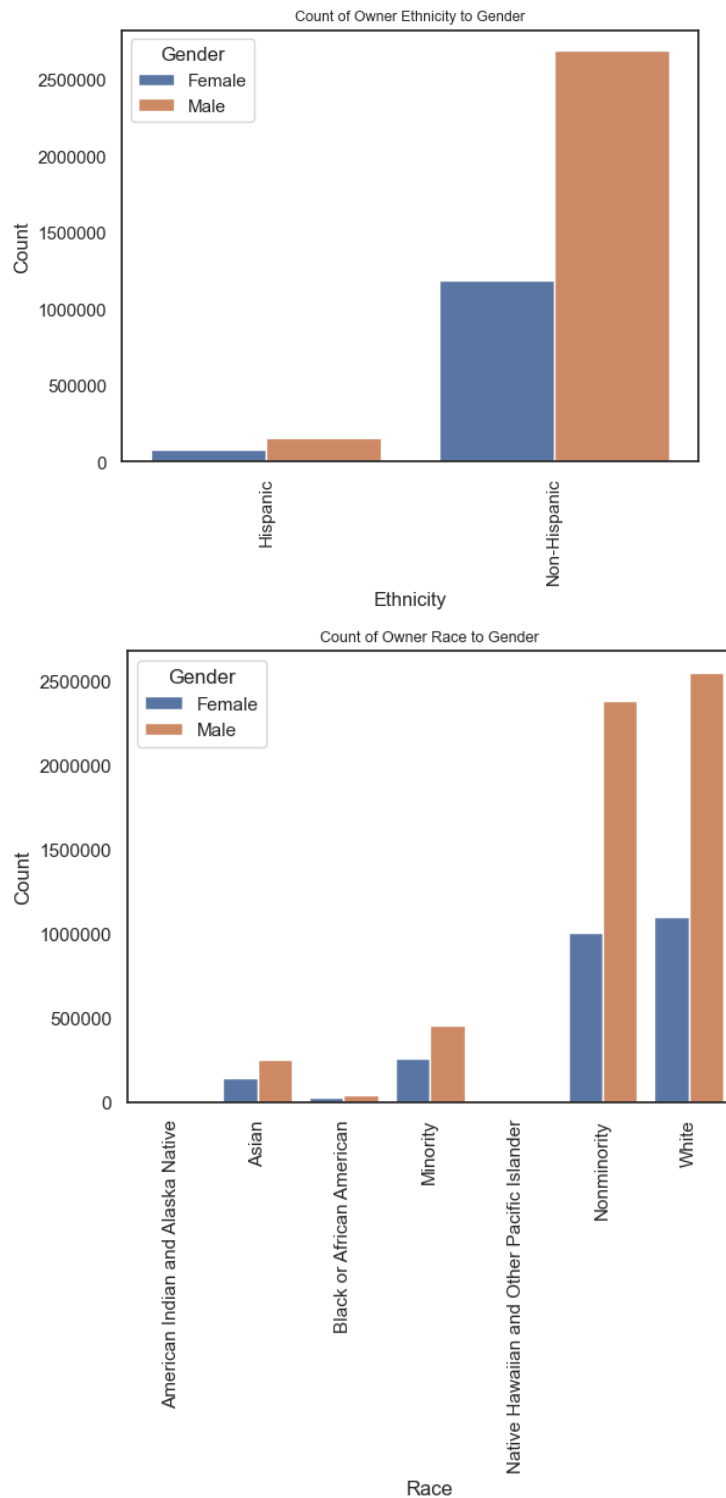 Count of Owner Ethnicity to Gender
Gender
Female
Male
2500000
2000000
1500000
1000000
500000
0
Count
Hispanic
Non-Hispanic
Ethnicity
Count of Owner Race to Gender
Gender
Female
Male
2500000
2000000
1500000
1000000
500000
0
Count
American Indian and Alaska Native
Asian
Black or African American
Minority
Native Hawaiian and Other Pacific Islander
Nonminority
White
Race